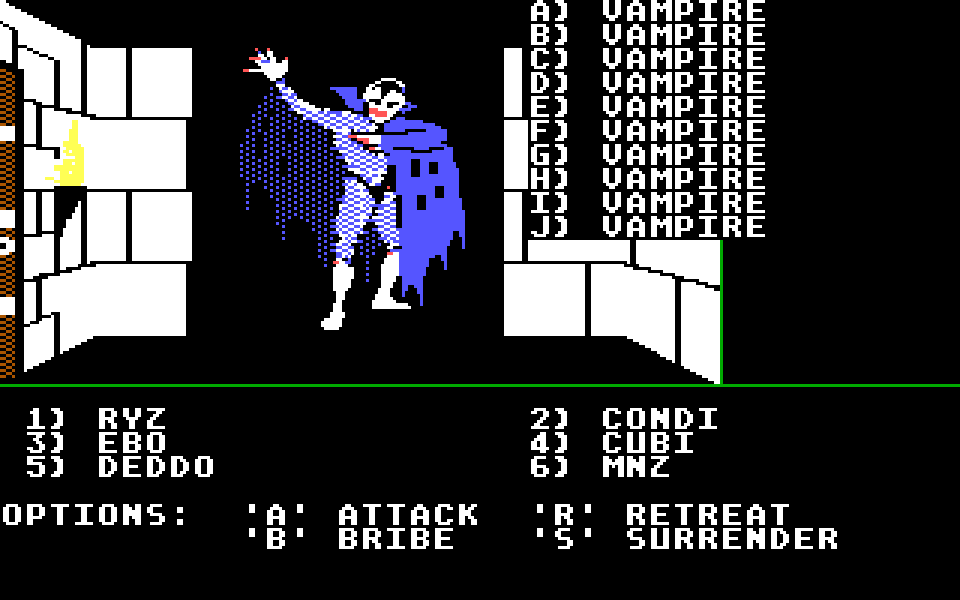 A) VAMPIRE
B) VAMPIRE
C) VAMPIRE
D) VAMPIRE
E) VAMPIRE
F) VAMPIRE
G) VAMPIRE
H) VAMPIRE
I) VAMPIRE
J) VAMPIRE
1) RYZ 2) CONDI
3) EBO 4) CUBI
5) DEDDO 6) MNZ
OPTIONS: 'A' ATTACK 'R' RETREAT
'B' BRIBE 'S' SURRENDER